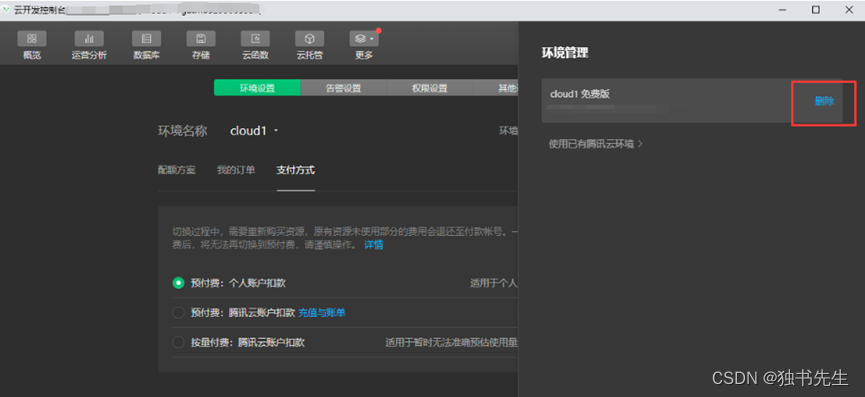 云开发控制台
概览
运营分析
数据库
存储
云函数
云托管
更多
环境设置
告警设置
权限设置
其他
环境名称
cloud1
环境
配额方案
我的订单
支付方式
切换过程中，需要重新购买资源，原有资源未使用部分的费用会退还至付款帐号。一
费后，将无法再切换到预付费，请谨慎操作。 详情
预付费：个人账户扣款
适用于个人
预付费：腾讯云账户扣款 充值与账单
按量付费：腾讯云账户扣款
适用于暂时无法准确预估使用量
环境管理
cloud1 免费版
删除
使用已有腾讯云环境 >
CSDN @独书先生